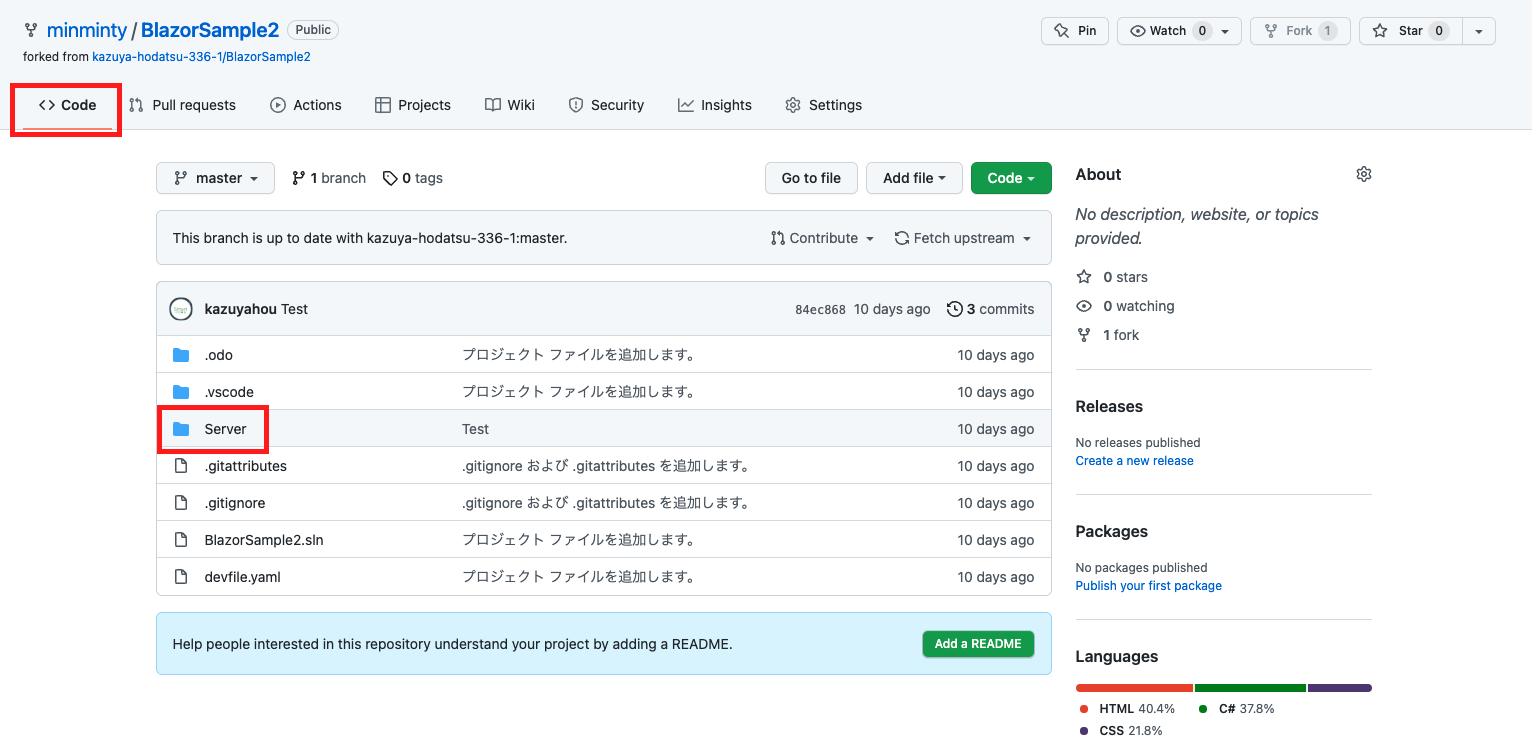 minminty / BlazorSample2 Public
Pin Watch 0 Fork 1 Star 0
forked from kazuya-hodatsu-336-1/BlazorSample2
<> Code Pull requests Actions Projects Wiki Security Insights Settings
master 1 branch 0 tags Go to file Add file Code
This branch is up to date with kazuya-hodatsu-336-1:master. Contribute Fetch upstream
kazuyahou Test 84ec868 10 days ago 3 commits
.odo プロジェクト ファイルを追加します。 10 days ago
.vscode プロジェクト ファイルを追加します。 10 days ago
Server Test 10 days ago
.gitattributes .gitignore および .gitattributes を追加します。 10 days ago
.gitignore .gitignore および .gitattributes を追加します。 10 days ago
BlazorSample2.sln プロジェクト ファイルを追加します。 10 days ago
devfile.yaml プロジェクト ファイルを追加します。 10 days ago
Help people interested in this repository understand your project by adding a README. Add a README
About
No description, website, or topics
provided.
0 stars
0 watching
1 fork
Releases
No releases published
Create a new release
Packages
No packages published
Publish your first package
Languages
HTML 40.4% C# 37.8%
CSS 21.8%